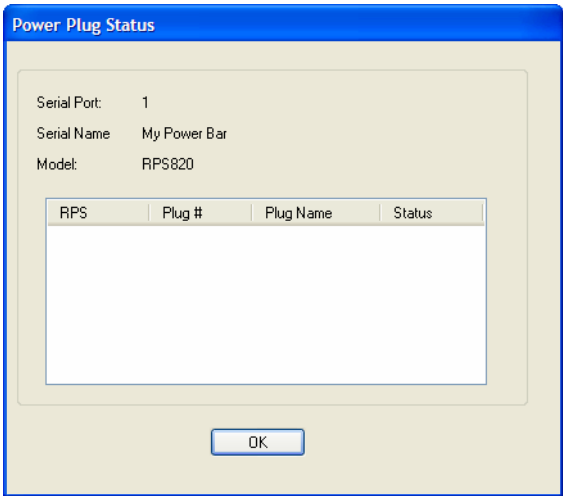 Power Plug Status
Serial Port: 1
Serial Name My Power Bar
Model: RPS820
RPS Plug # Plug Name Status
OK